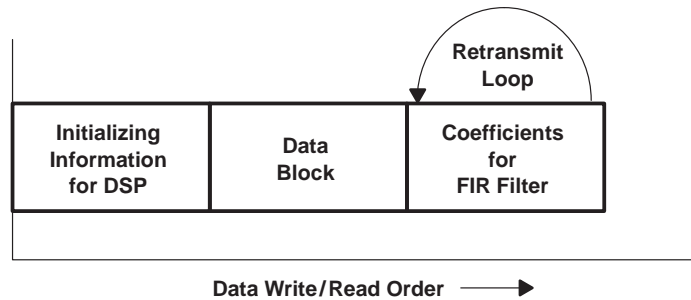 Retransmit
Loop
Initializing
Information
for DSP
Data
Block
Coefficients
for
FIR Filter
Data Write/Read Order